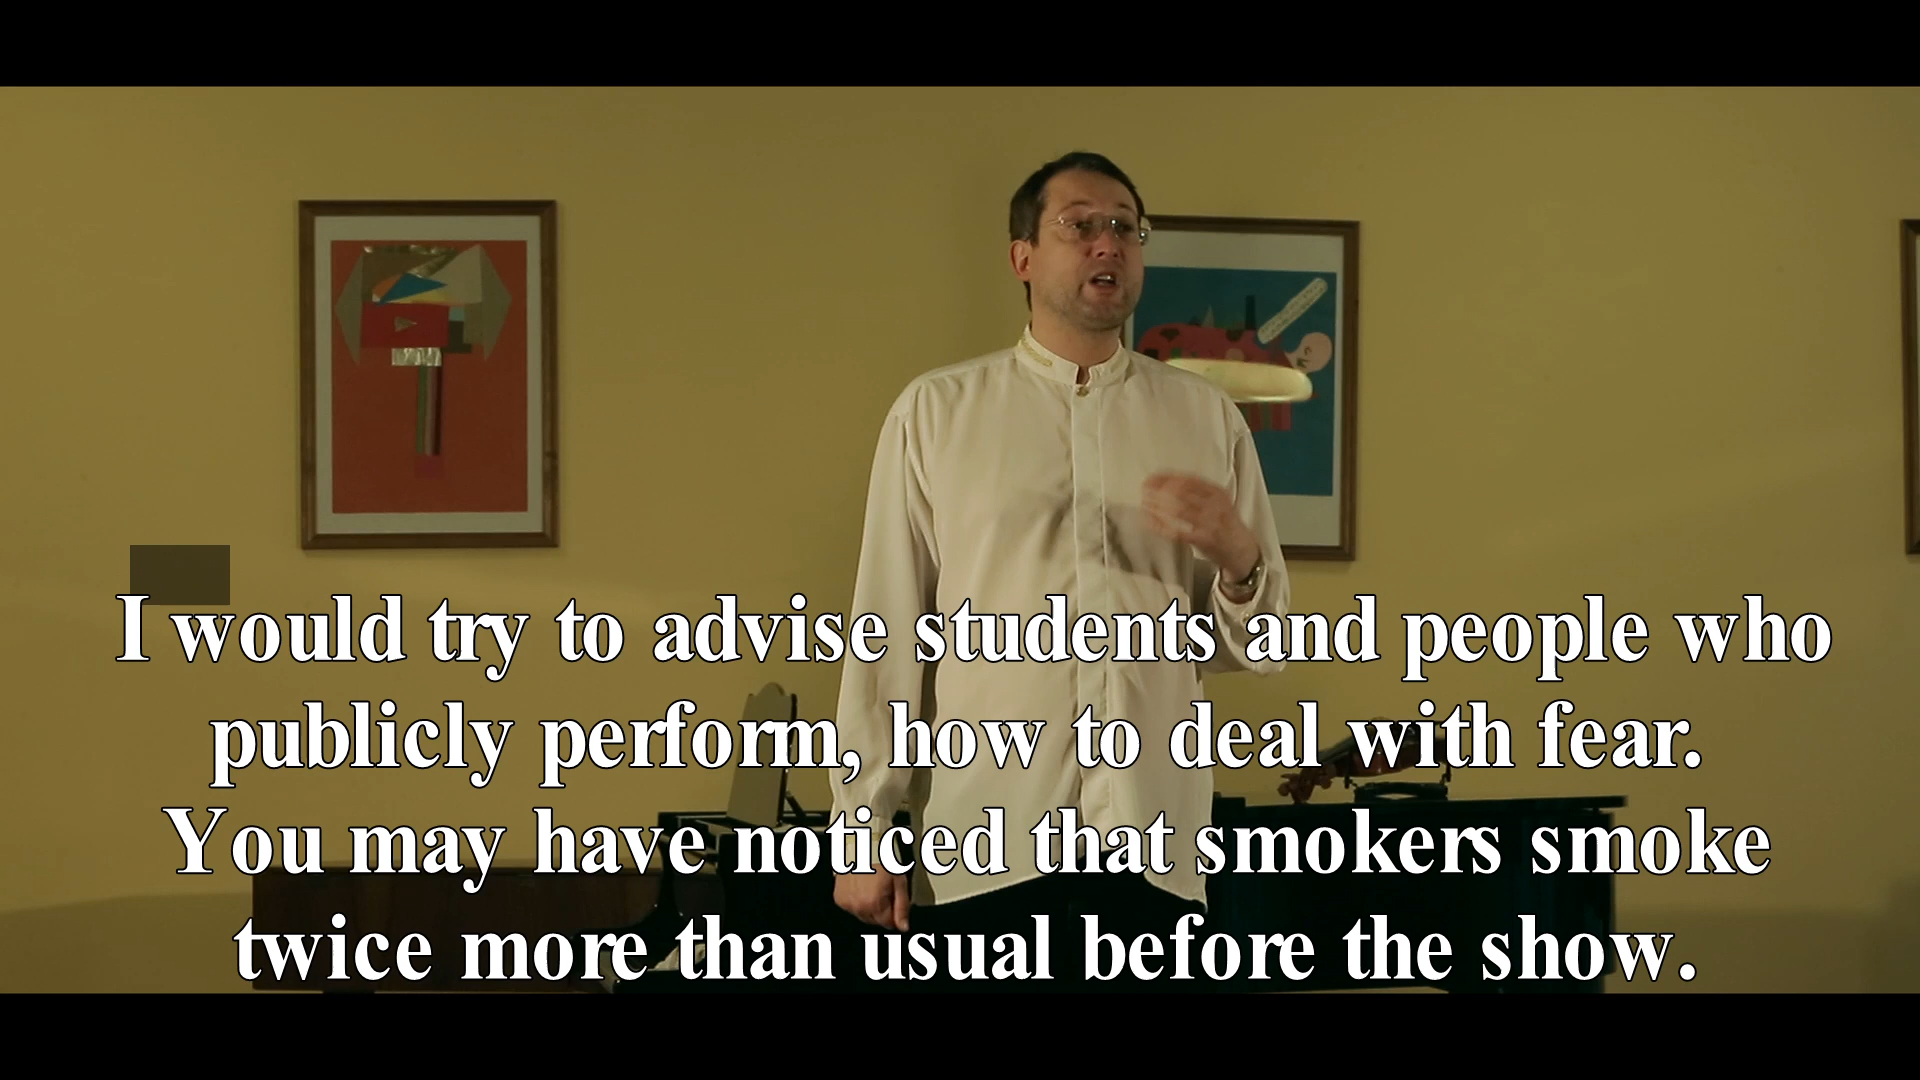 I would try to advise students and people who
publicly perform, how to deal with fear.
You may have noticed that smokers smoke
twice more than usual before the show.